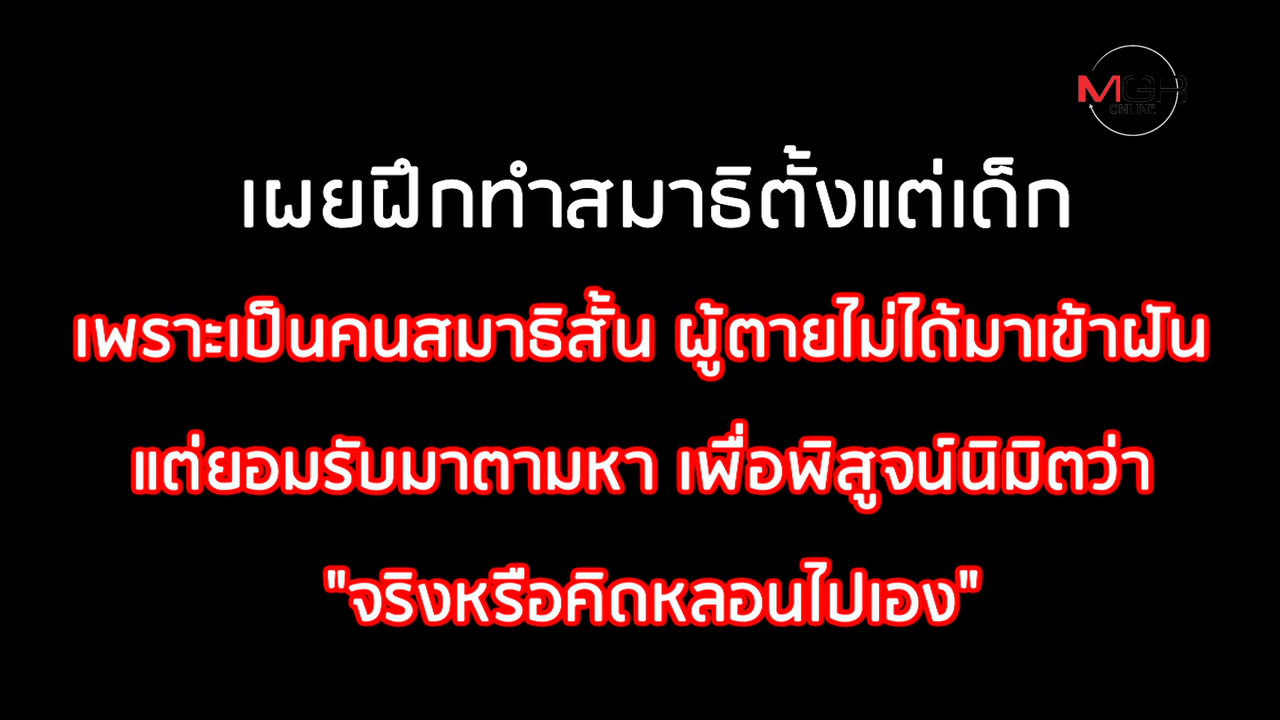 MGR
ONLINE
เผยฝึกทำสมาธิตั้งแต่เด็ก
เพราะเป็นคนสมาธิสั้น ผู้ตายไม่ได้มาเข้าฝัน
แต่ยอมรับมาตามหา เพื่อพิสูจน์นิมิตว่า
"จริงหรือคิดหลอนไปเอง"